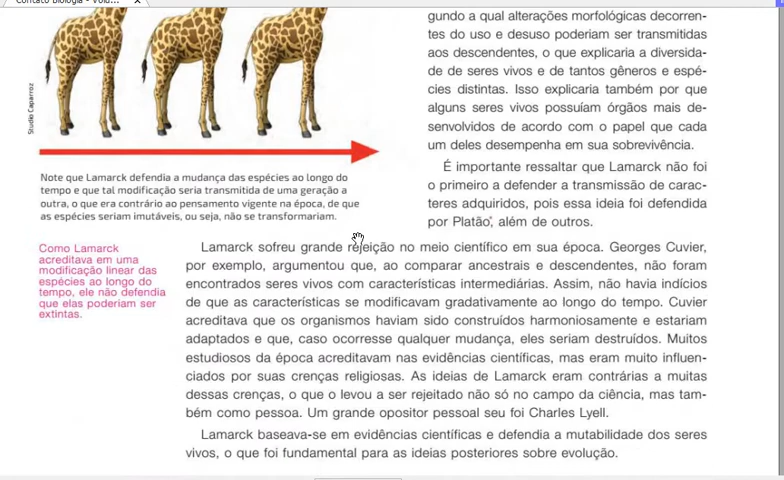 Contato Biologia - Volu... X
gundo a qual alterações morfológicas decorren-
tes do uso e desuso poderiam ser transmitidas
aos descendentes, o que explicaria a diversida-
de de seres vivos e de tantos gêneros e espé-
cies distintas. Isso explicaria também por que
alguns seres vivos possuíam órgãos mais de-
senvolvidos de acordo com o papel que cada
um deles desempenha em sua sobrevivência.
É importante ressaltar que Lamarck não foi
o primeiro a defender a transmissão de carac-
teres adquiridos, pois essa ideia foi defendida
por Platão, além de outros.
Studio Caparroz
Note que Lamarck defendia a mudança das espécies ao longo do
tempo e que tal modificação seria transmitida de uma geração a
outra, o que era contrário ao pensamento vigente na época, de que
as espécies seriam imutáveis, ou seja, não se transformariam.
Como Lamarck
acreditava em uma
modificação linear das
espécies ao longo do
tempo, ele não defendia
que elas poderiam ser
extintas.
Lamarck sofreu grande rejeição no meio científico em sua época. Georges Cuvier,
por exemplo, argumentou que, ao comparar ancestrais e descendentes, não foram
encontrados seres vivos com características intermediárias. Assim, não havia indícios
de que as características se modificavam gradativamente ao longo do tempo. Cuvier
acreditava que os organismos haviam sido construídos harmoniosamente e estariam
adaptados e que, caso ocorresse qualquer mudança, eles seriam destruídos. Muitos
estudiosos da época acreditavam nas evidências científicas, mas eram muito influen-
ciados por suas crenças religiosas. As ideias de Lamarck eram contrárias a muitas
dessas crenças, o que o levou a ser rejeitado não só no campo da ciência, mas tam-
bém como pessoa. Um grande opositor pessoal seu foi Charles Lyell.
Lamarck baseava-se em evidências científicas e defendia a mutabilidade dos seres
vivos, o que foi fundamental para as ideias posteriores sobre evolução.